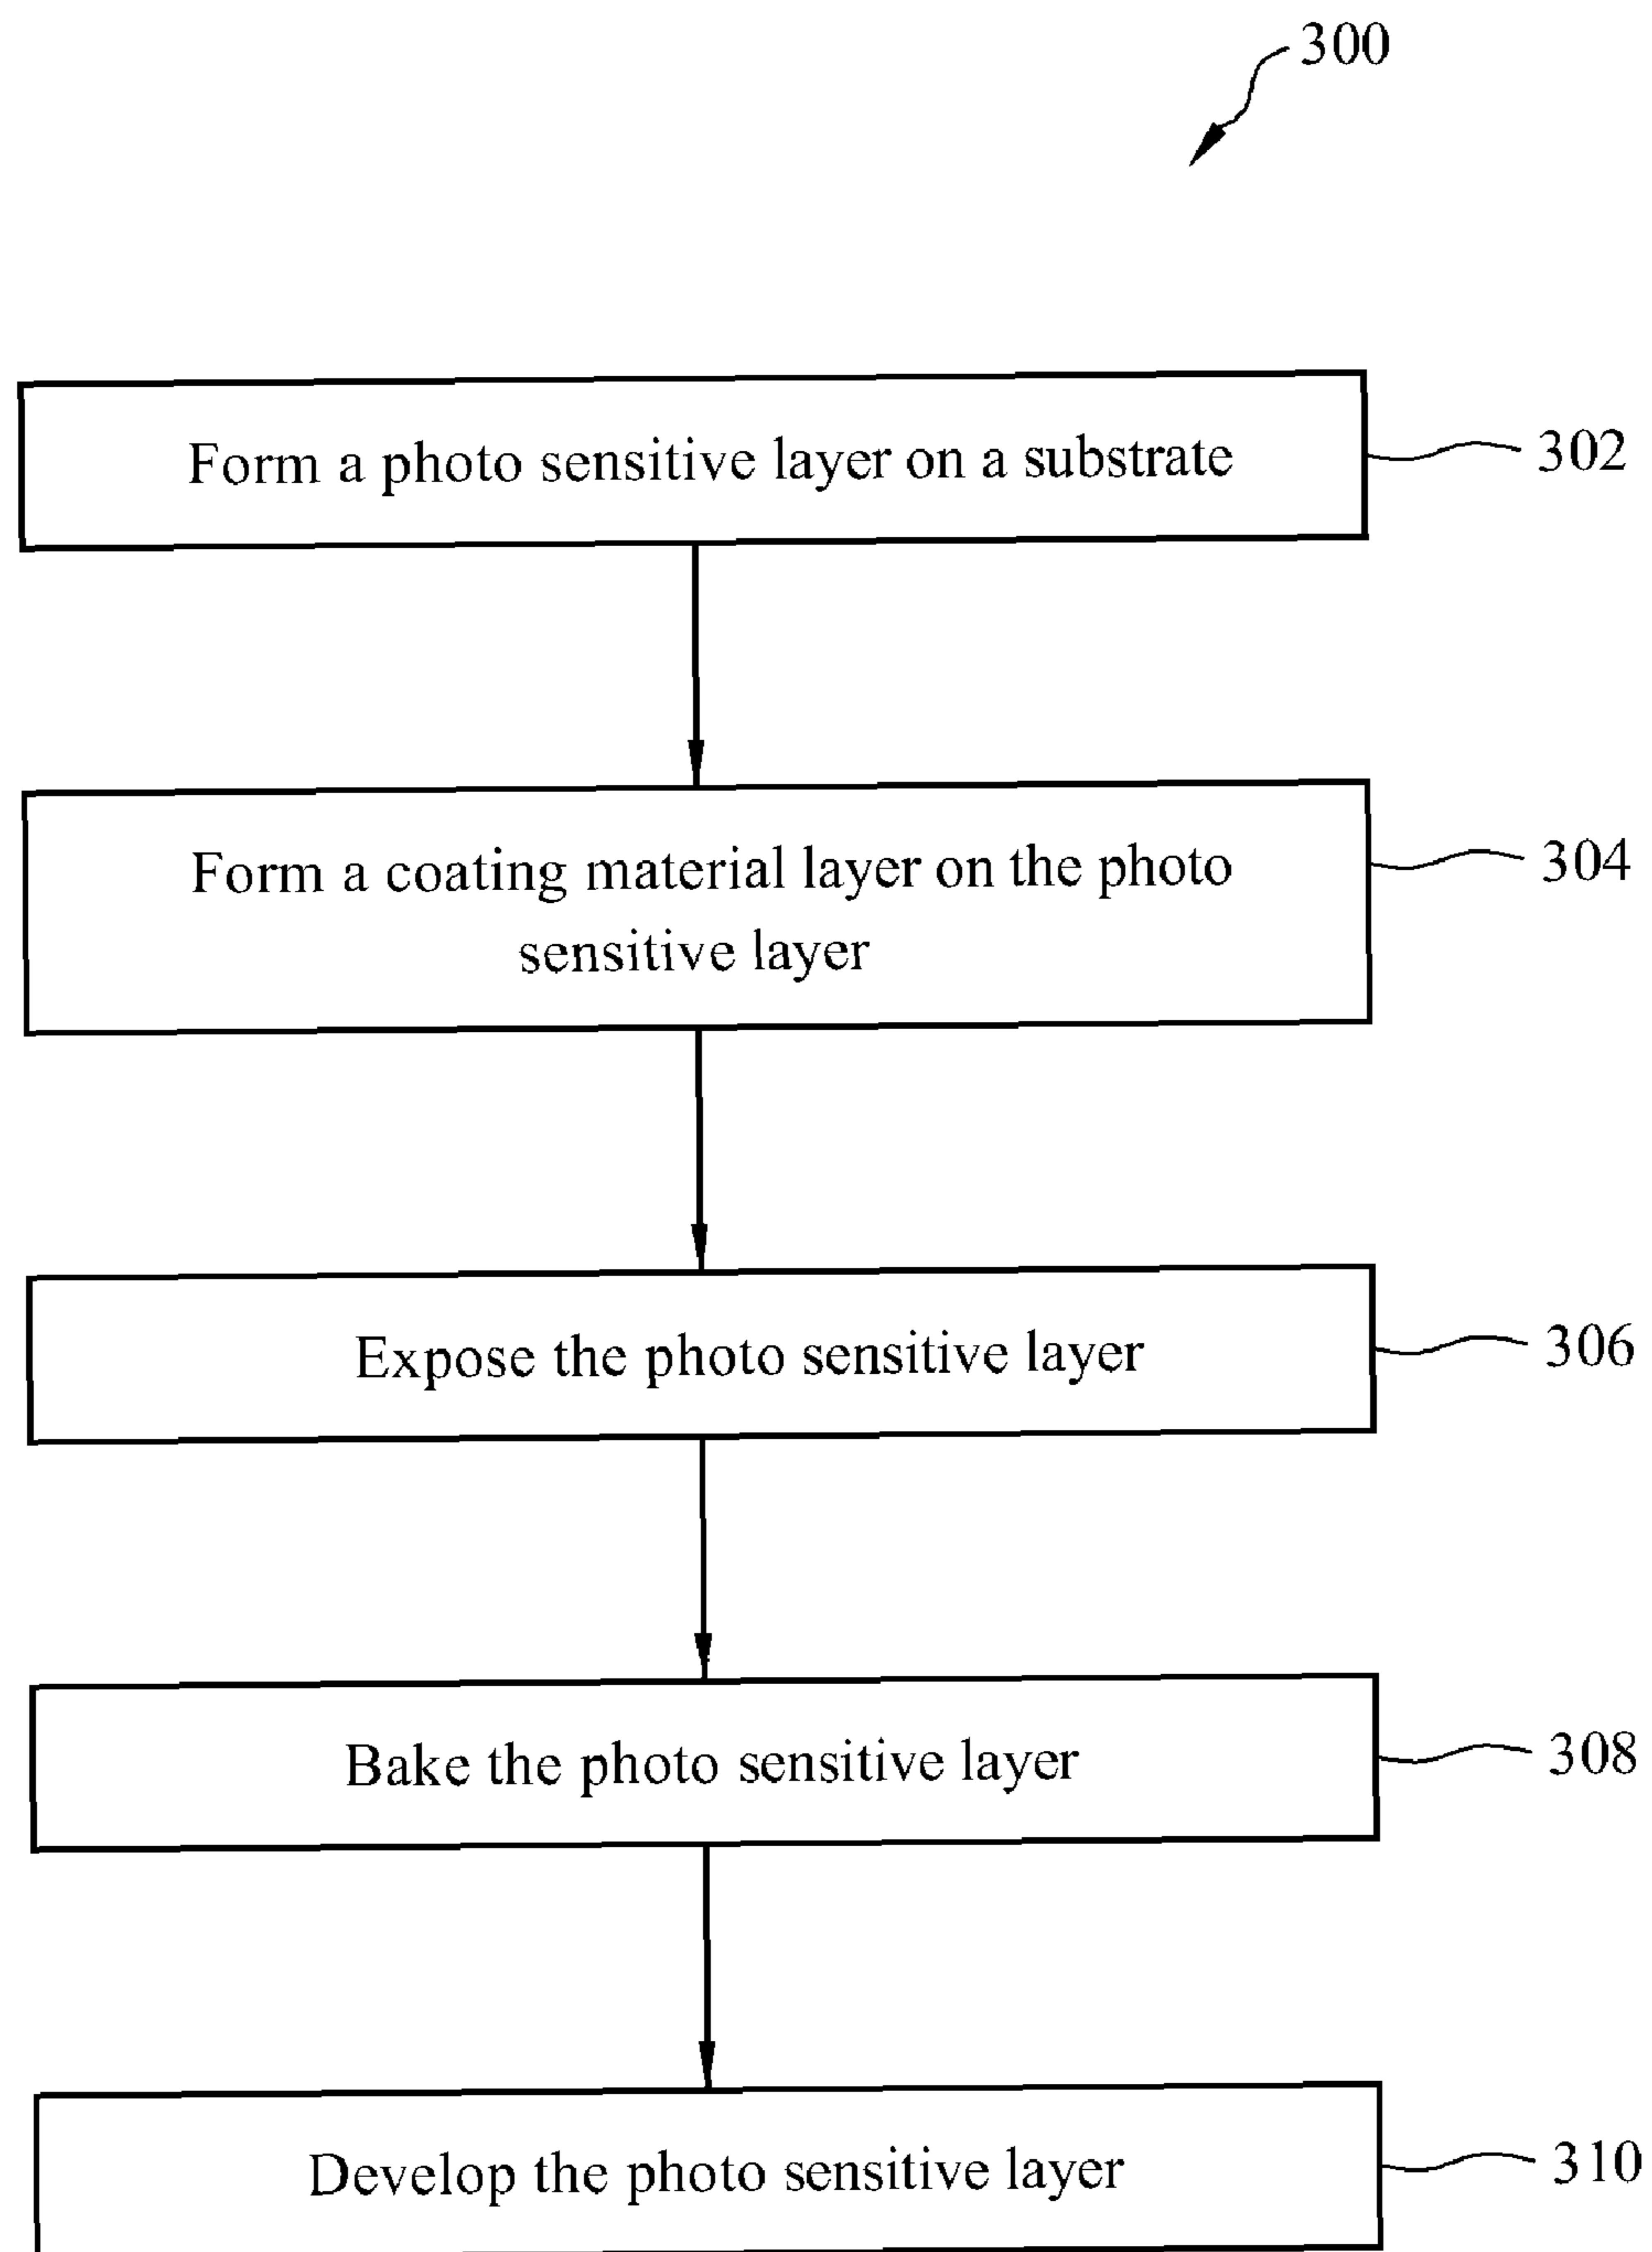 300
Form a photo sensitive layer on a substrate
302
Form a coating material layer on the photo
sensitive layer
304
Expose the photo sensitive layer
306
Bake the photo sensitive layer
308
Develop the photo sensitive layer
310